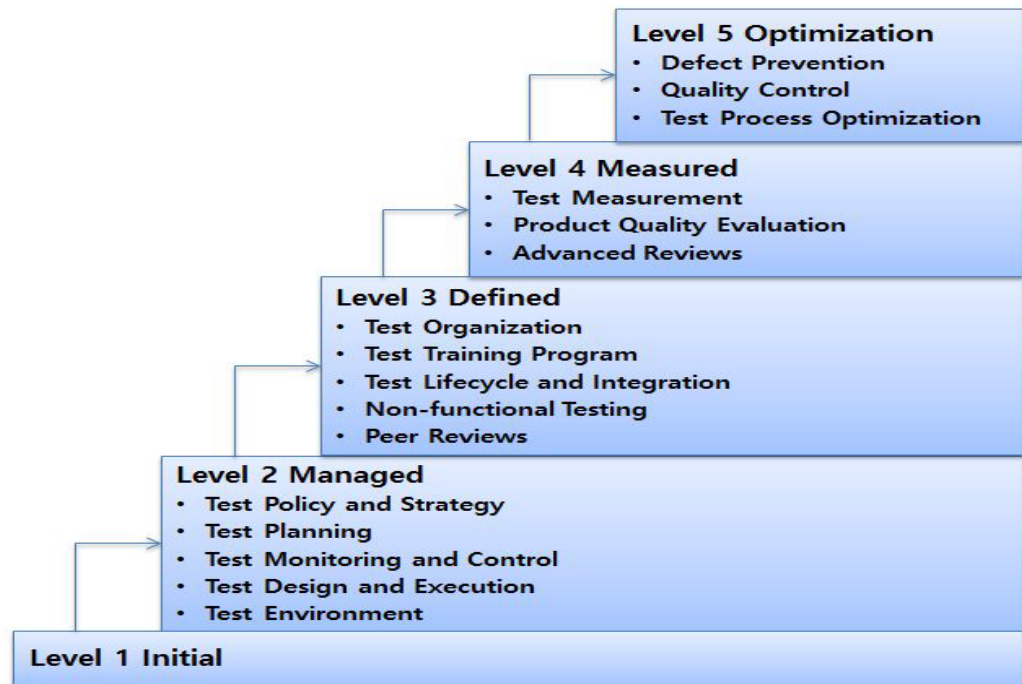 Level 5 Optimization
• Defect Prevention
• Quality Control
• Test Process Optimization
Level 4 Measured
• Test Measurement
• Product Quality Evaluation
• Advanced Reviews
Level 3 Defined
• Test Organization
• Test Training Program
• Test Lifecycle and Integration
• Non-functional Testing
• Peer Reviews
Level 2 Managed
• Test Policy and Strategy
• Test Planning
• Test Monitoring and Control
• Test Design and Execution
• Test Environment
Level 1 Initial